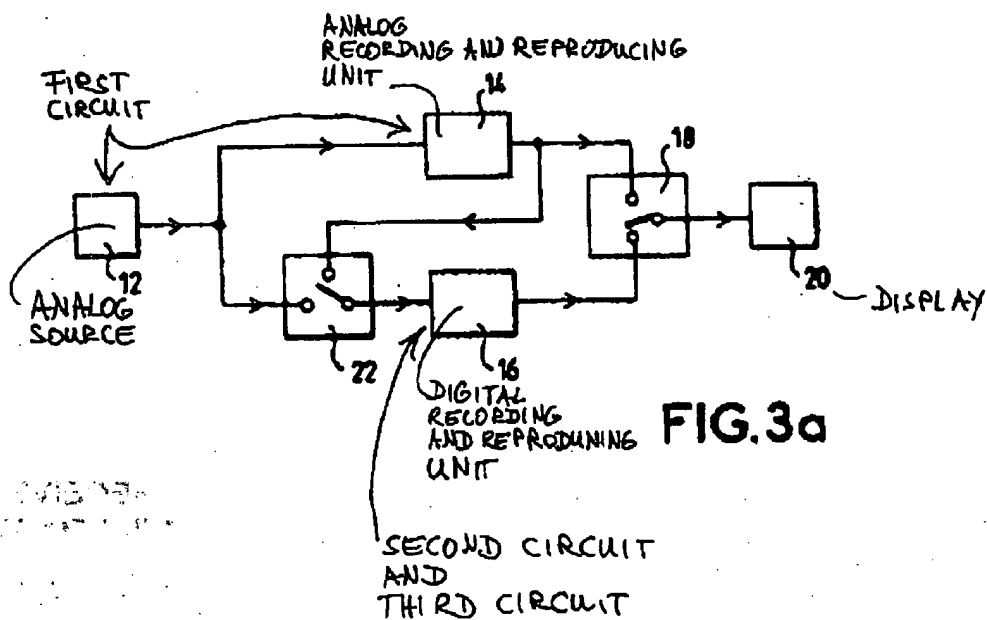 ANALOG
RECORDING AND REPRODUCING
UNIT
14
FIRST
CIRCUIT
18
12
ANALOG
SOURCE
22
16
20
DISPLAY
DIGITAL
RECORDING
AND REPRODUNING
UNIT
FIG.3a
SECOND CIRCUIT
AND
THIRD CIRCUIT